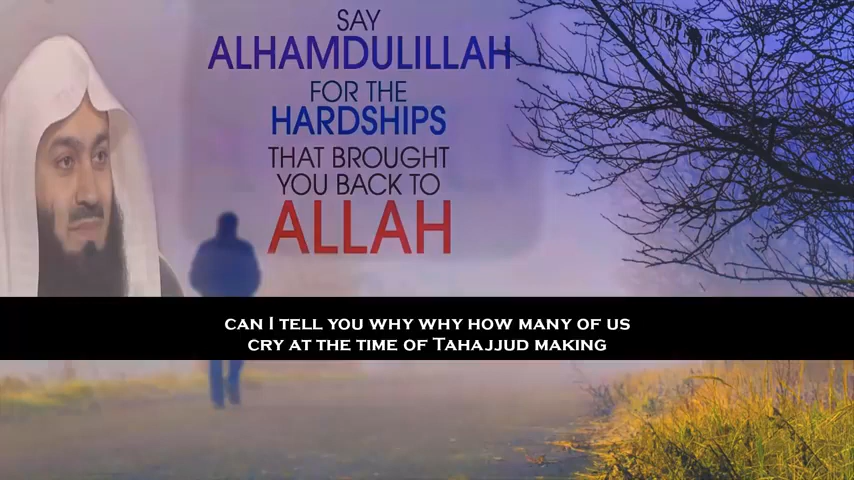 SAY
ALHAMDULILLAH
FOR THE
HARDSHIPS
THAT BROUGHT
YOU BACK TO
ALLAH
CAN I TELL YOU WHY WHY HOW MANY OF US
CRY AT THE TIME OF TAHAJJUD MAKING